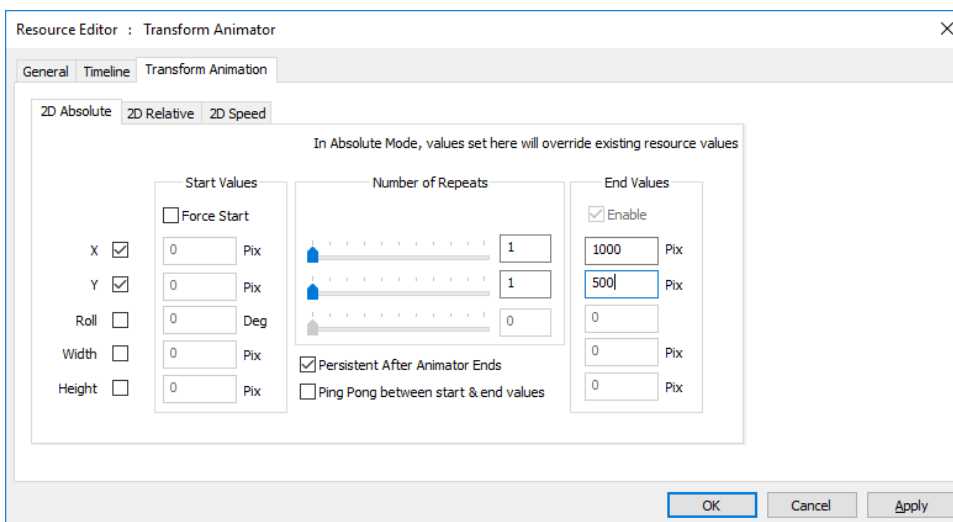 Resource Editor : Transform Animator
General Timeline Transform Animation
2D Absolute 2D Relative 2D Speed
In Absolute Mode, values set here will override existing resource values
Start Values Number of Repeats End Values
Force Start Enable
X 0 Pix 1 1000 Pix
Y 0 Pix 1 500 Pix
Roll 0 Deg 0 0
Width 0 Pix Persistent After Animator Ends 0 Pix
Height 0 Pix Ping Pong between start & end values 0 Pix
OK Cancel Apply